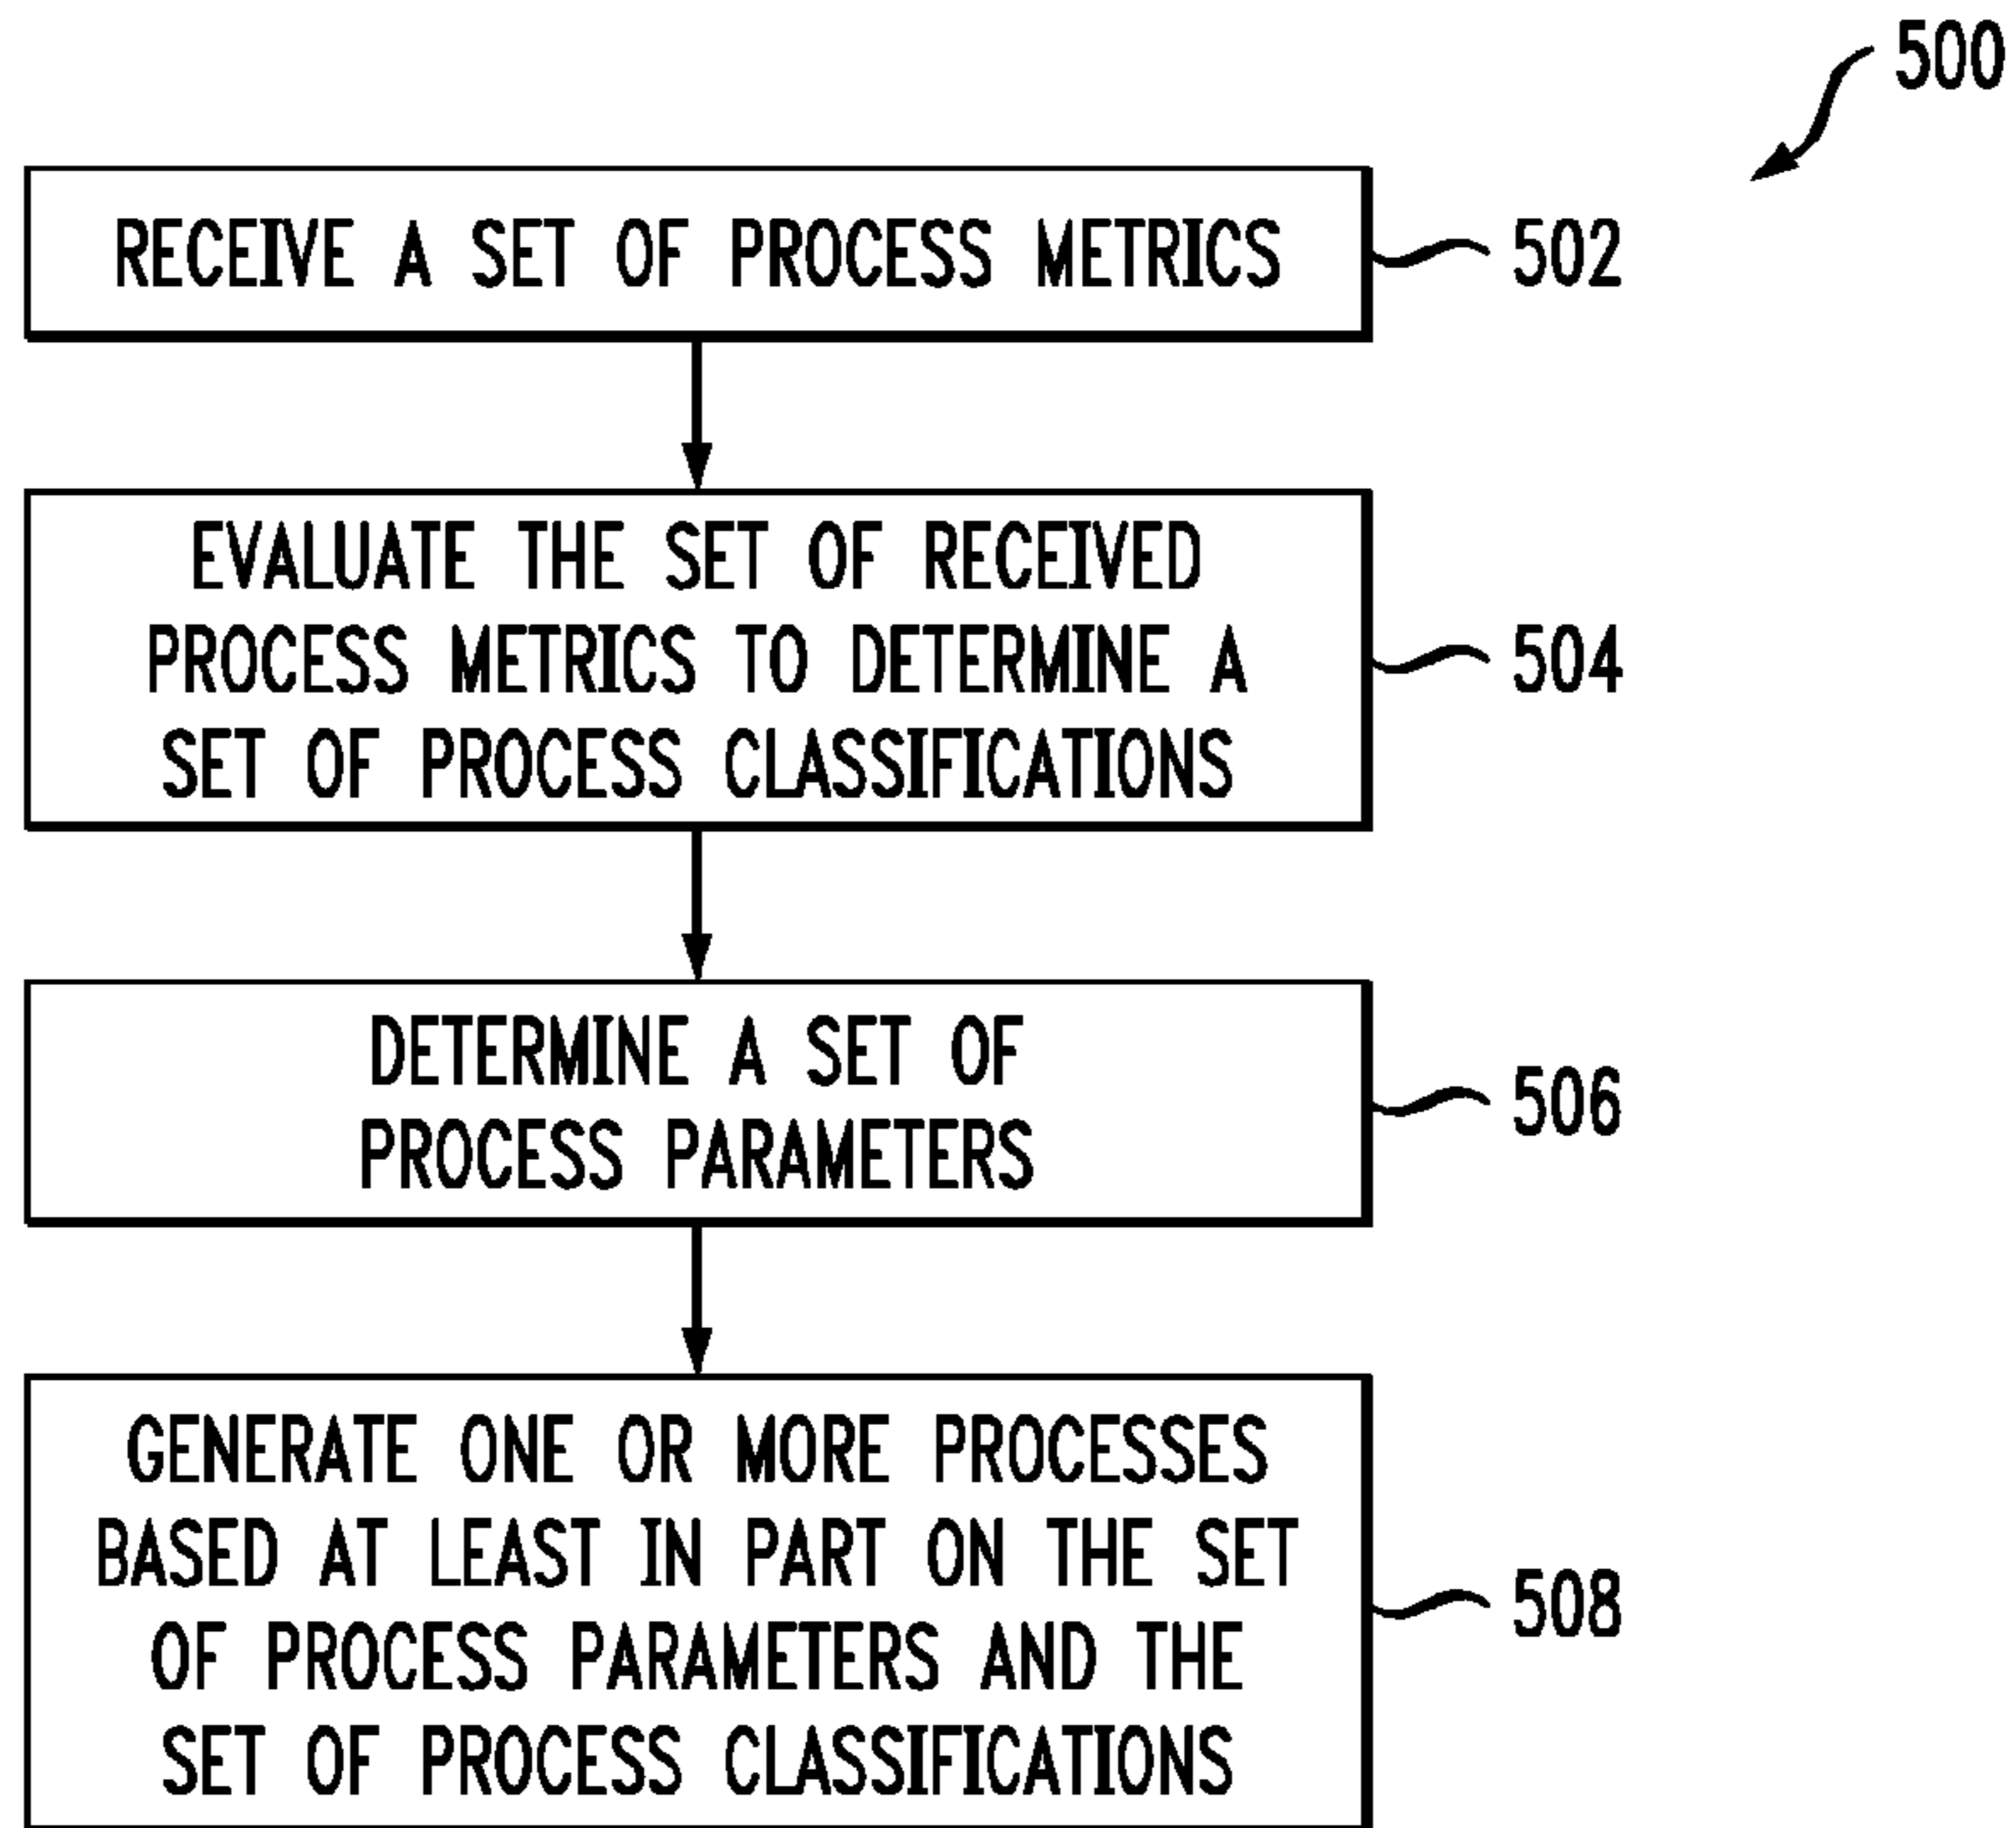 500
RECEIVE A SET OF PROCESS METRICS
502
EVALUATE THE SET OF RECEIVED
PROCESS METRICS TO DETERMINE A
SET OF PROCESS CLASSIFICATIONS
504
DETERMINE A SET OF
PROCESS PARAMETERS
506
GENERATE ONE OR MORE PROCESSES
BASED AT LEAST IN PART ON THE SET
OF PROCESS PARAMETERS AND THE
SET OF PROCESS CLASSIFICATIONS
508